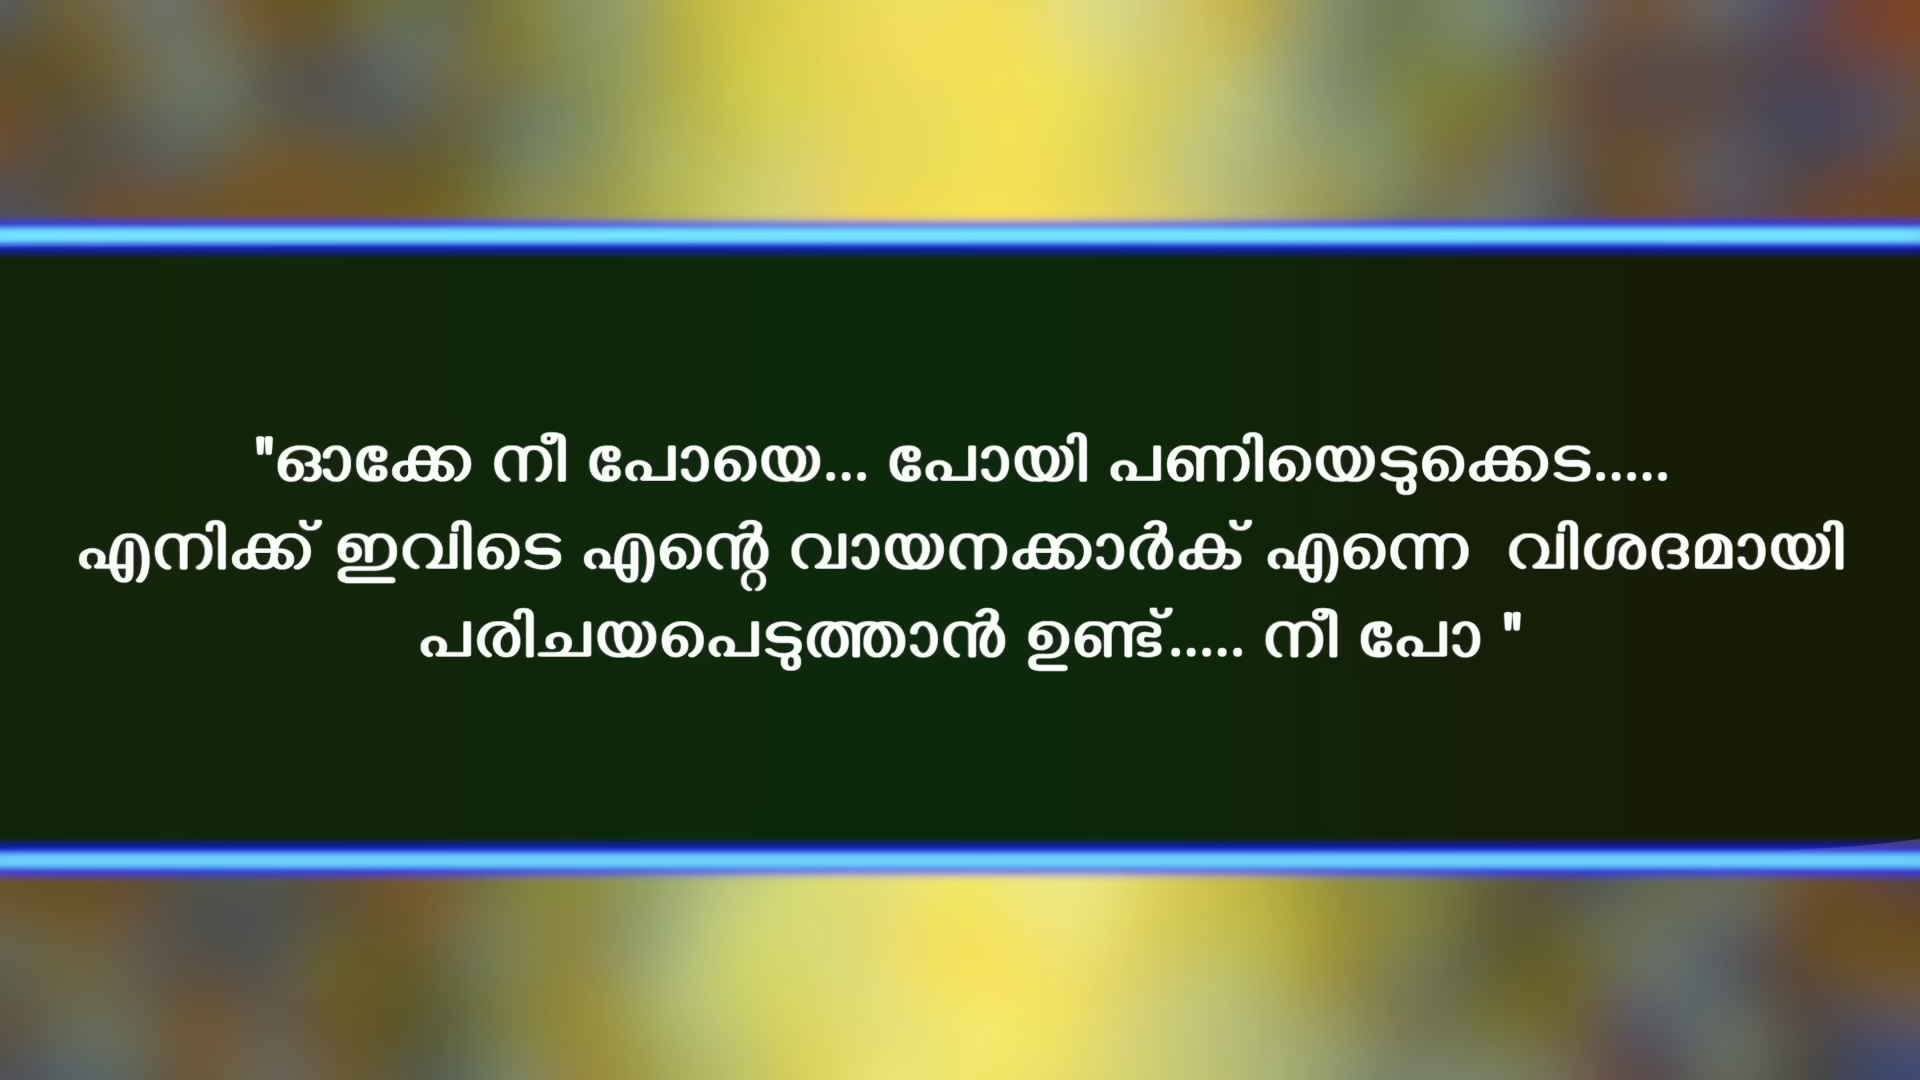 "ഓക്കേ നീ പോയെ... പോയി പണിയെടുക്കെട.....
എനിക്ക് ഇവിടെ എന്റെ വായനക്കാർക് എന്നെ  വിശദമായി
പരിചയപെടുത്താൻ ഉണ്ട്..... നീ പോ "